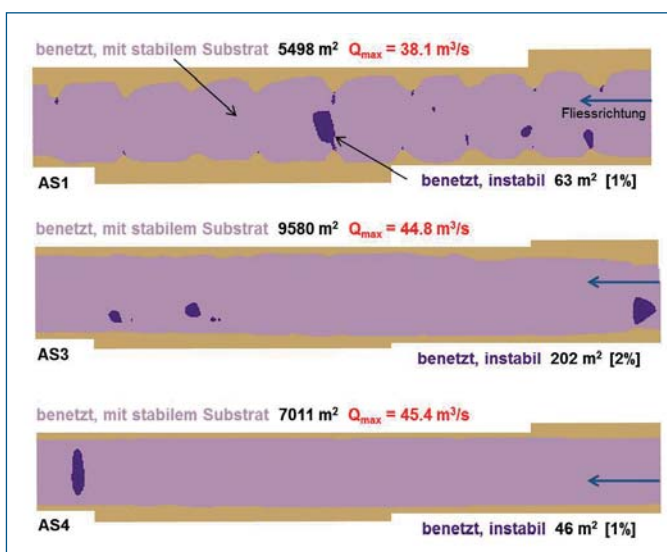 benetzt, mit stabilem Substrat 5498 m² Qmax = 38.1 m³/s
Fliessrichtung
AS1
benetzt, instabil 63 m² [1%]
benetzt, mit stabilem Substrat 9580 m² Qmax = 44.8 m³/s
AS3
benetzt, instabil 202 m² [2%]
benetzt, mit stabilem Substrat 7011 m² Qmax = 45.4 m³/s
AS4
benetzt, instabil 46 m² [1%]